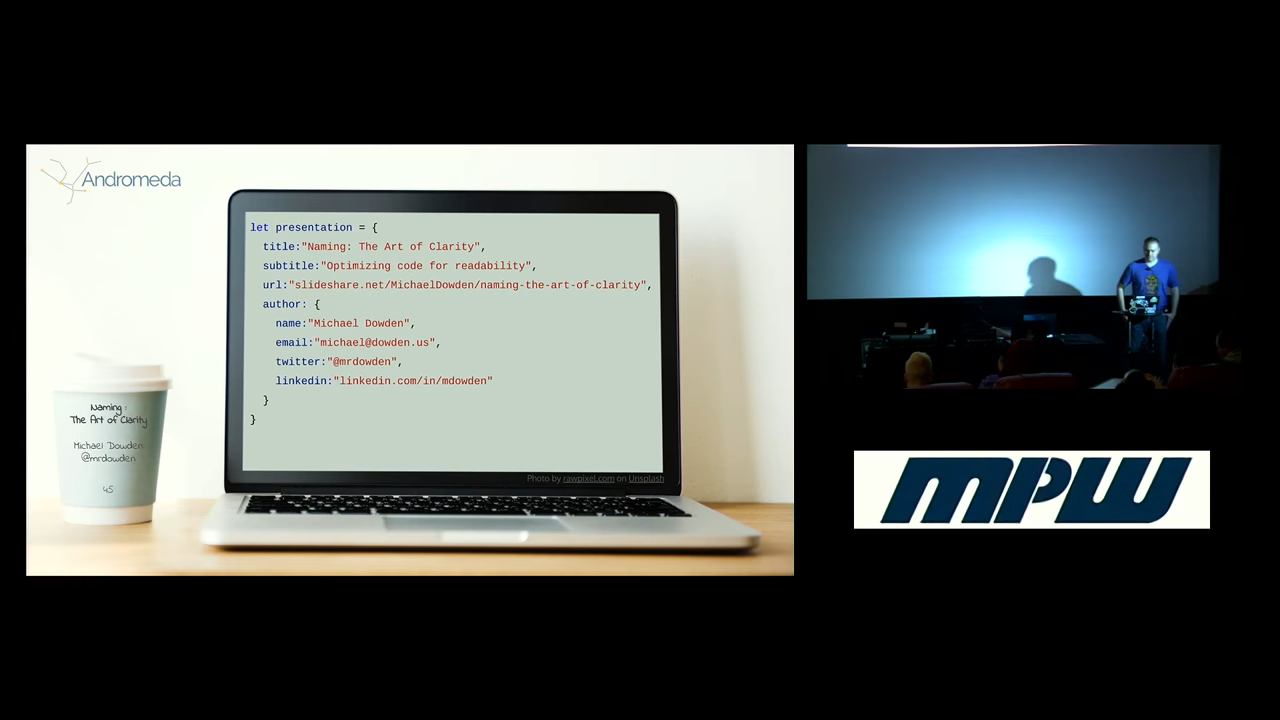 Andromeda
let presentation = {
title:"Naming: The Art of Clarity",
subtitle:"Optimizing code for readability",
url:"slideshare.net/MichaelDowden/naming-the-art-of-clarity",
author: {
name:"Michael Dowden",
email:"michael@dowden.us",
twitter:"@mrdowden",
linkedin:"linkedin.com/in/mdowden"
}
}
Naming:
The Art of Clarity
Michael Dowden
@mrdowden
45
Photo by rawpixel.com on Unsplash
MPW